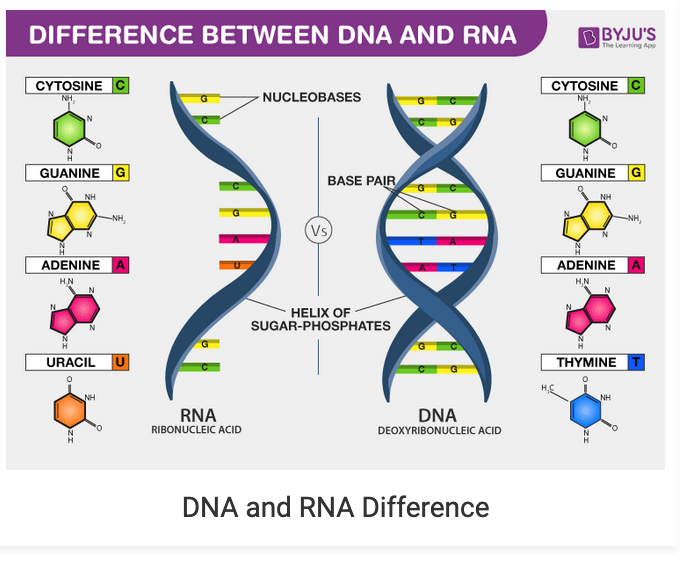 DIFFERENCE BETWEEN DNA AND RNA
BYJU'S
The Learning App
CYTOSINE C
NH₂
N
O
N
H
GUANINE G
O
NH
N
NH₂
N
N
H
ADENINE A
H₂N
N
N
N
N
H
URACIL U
O
NH
O
N
H
G
C
NUCLEOBASES
C
G
A
U
G
C
RNA
RIBONUCLEIC ACID
Vs
BASE PAIR
HELIX OF
SUGAR-PHOSPHATES
G C
C G
G C
C G
T A
A T
G C
C G
DNA
DEOXYRIBONUCLEIC ACID
CYTOSINE C
NH₂
N
O
N
H
GUANINE G
O
NH
N
NH₂
N
N
H
ADENINE A
H₂N
N
N
N
N
H
THYMINE T
O
H₃C
NH
O
N
H
DNA and RNA Difference